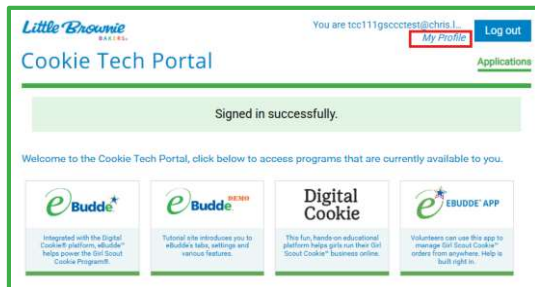 Little Brownie
BAKERS.
You are tcc111gsccctest@chris.l...
My Profile
Log out
Cookie Tech Portal
Applications
Signed in successfully.
Welcome to the Cookie Tech Portal, click below to access programs that are currently available to you.
eBudde
Integrated with the Digital
Cookie® platform, eBudde™
helps power the Girl Scout
Cookie Program®.
eBudde DEMO
Tutorial site introduces you to
eBudde's tabs, settings and
various features.
Digital
Cookie
This fun, hands-on educational
platform helps girls run their Girl
Scout Cookie™ business online.
e EBUDDE™ APP
Volunteers can use this app to
manage Girl Scout Cookie™
orders from anywhere. Help is
built right in.